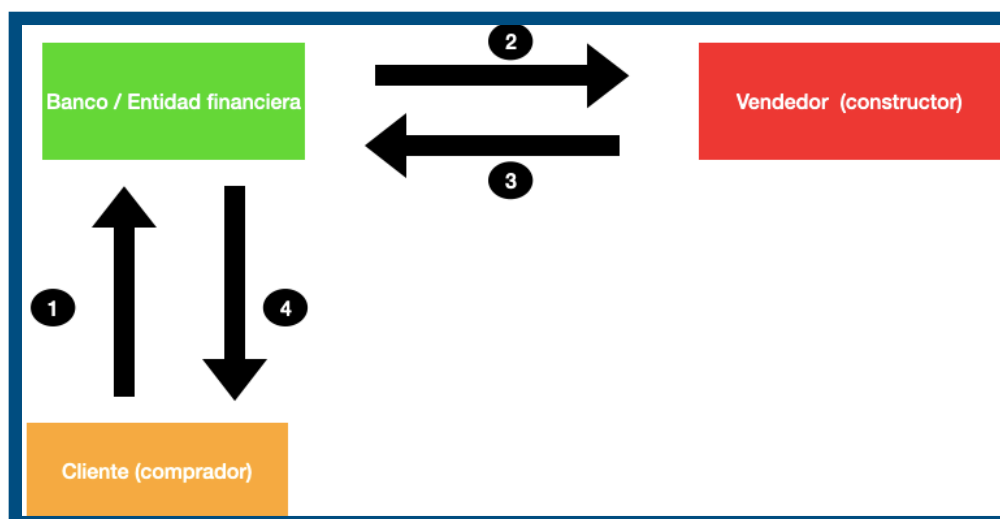 2
Banco / Entidad financiera
Vendedor (constructor)
3
1
4
Cliente (comprador)